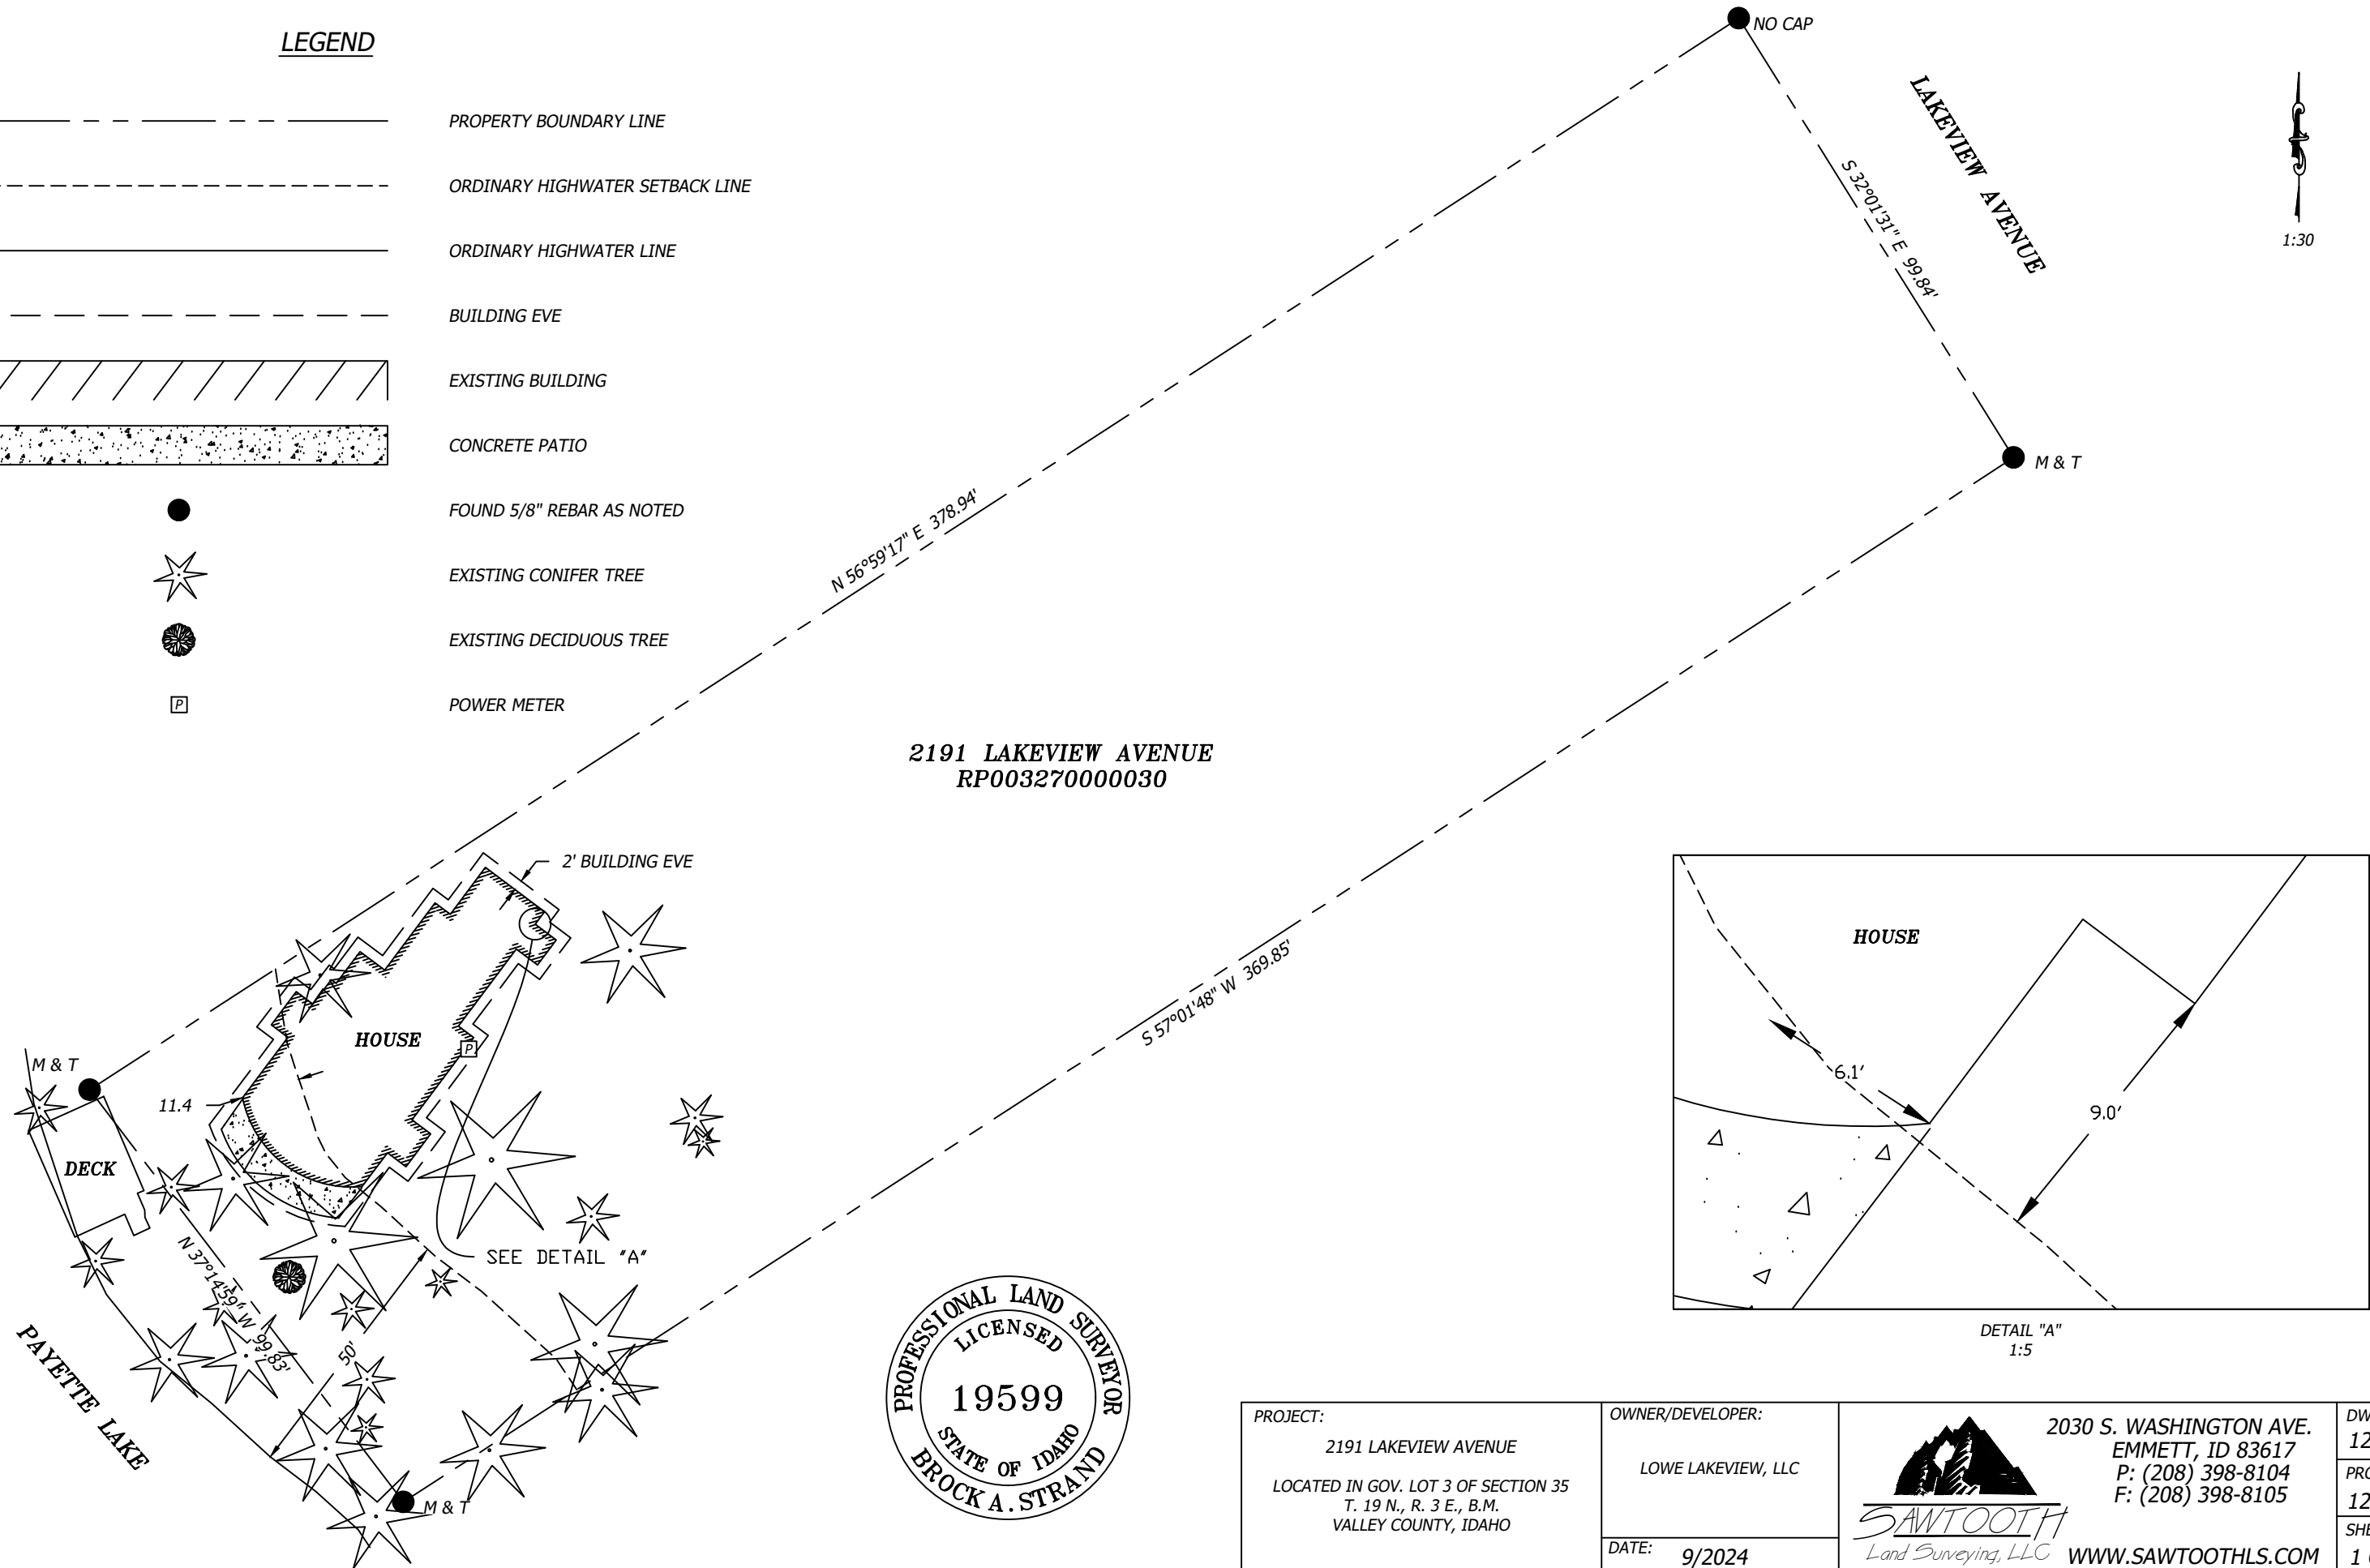 LEGEND
PROPERTY BOUNDARY LINE
ORDINARY HIGHWATER SETBACK LINE
ORDINARY HIGHWATER LINE
BUILDING EVE
EXISTING BUILDING
CONCRETE PATIO
FOUND 5/8" REBAR AS NOTED
EXISTING CONIFER TREE
EXISTING DECIDUOUS TREE
P
POWER METER
NO CAP
LAKEVIEW AVENUE
S 32°01'31" E 99.84'
1:30
M & T
N 56°59'17" E 378.94'
2191 LAKEVIEW AVENUE
RP003270000030
S 57°01'48" W 369.85'
2' BUILDING EVE
HOUSE
P
M & T
11.4
DECK
SEE DETAIL "A"
N 37°14'59" W 99.83'
50'
PAYETTE LAKE
M & T
HOUSE
6.1'
9.0'
DETAIL "A"
1:5
PROFESSIONAL LAND SURVEYOR
LICENSED
19599
STATE OF IDAHO
BROCK A. STRAND
PROJECT:
2191 LAKEVIEW AVENUE
LOCATED IN GOV. LOT 3 OF SECTION 35
T. 19 N., R. 3 E., B.M.
VALLEY COUNTY, IDAHO
OWNER/DEVELOPER:
LOWE LAKEVIEW, LLC
DATE: 9/2024
SAWTOOTH
Land Surveying, LLC
2030 S. WASHINGTON AVE.
EMMETT, ID 83617
P: (208) 398-8104
F: (208) 398-8105
WWW.SAWTOOTHLS.COM